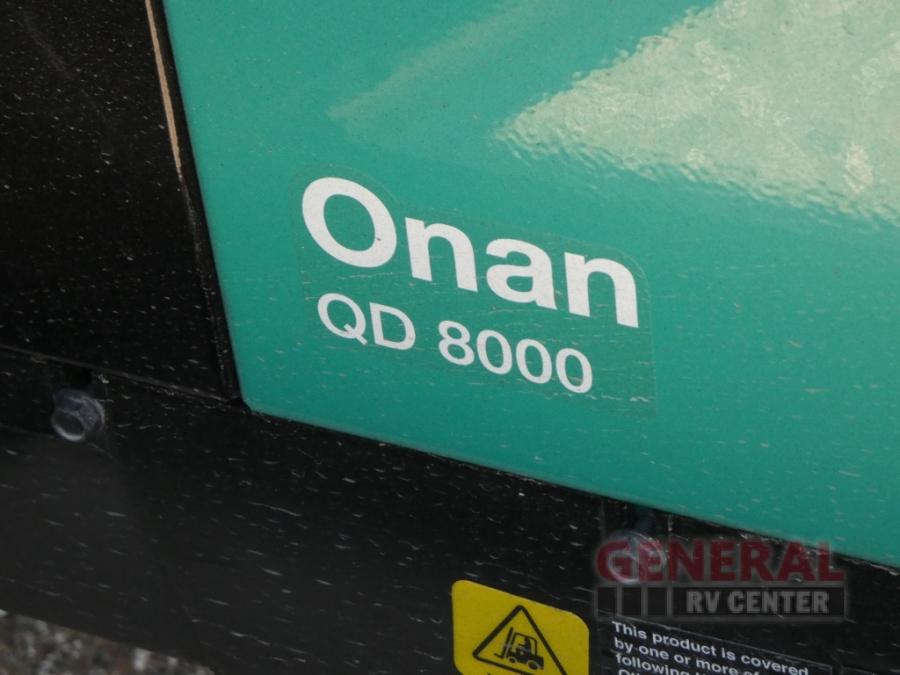 Onan
QD 8000
GENERAL
RV CENTER
This product is covered
by one or more of
following